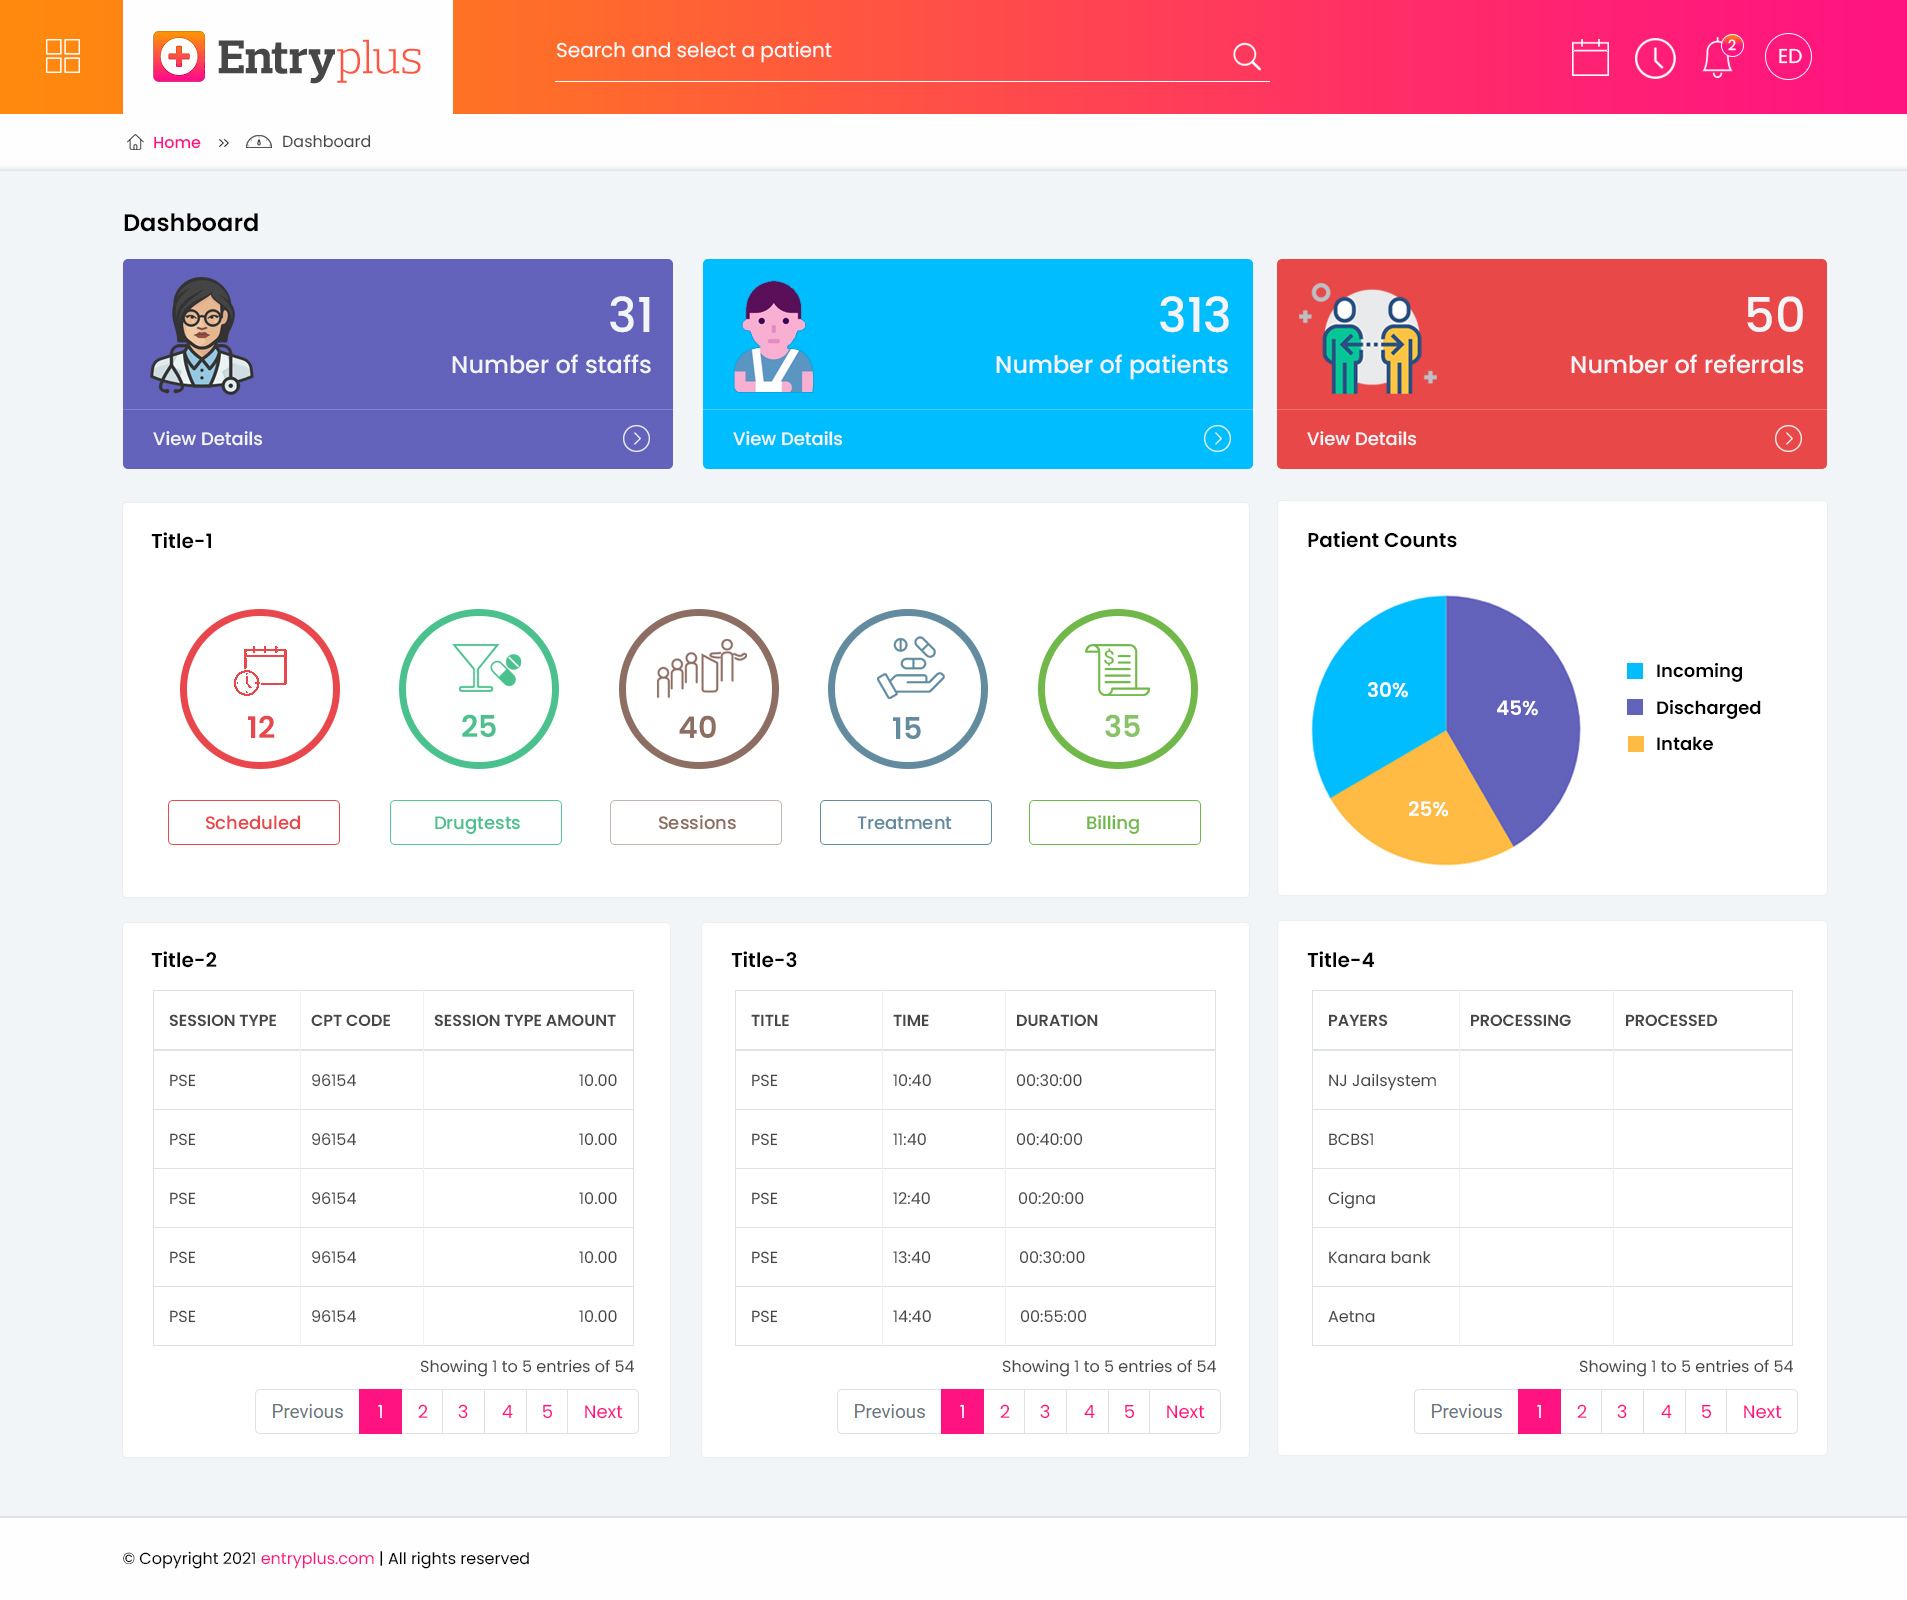 Entryplus
Search and select a patient
2
ED
Home » Dashboard
Dashboard
31
Number of staffs
View Details
313
Number of patients
View Details
50
Number of referrals
View Details
Title-1
12
25
40
15
$
35
Scheduled
Drugtests
Sessions
Treatment
Billing
Patient Counts
30%
45%
25%
Incoming
Discharged
Intake
Title-2
SESSION TYPE CPT CODE SESSION TYPE AMOUNT
PSE 96154 10.00
PSE 96154 10.00
PSE 96154 10.00
PSE 96154 10.00
PSE 96154 10.00
Showing 1 to 5 entries of 54
Previous 1 2 3 4 5 Next
Title-3
TITLE TIME DURATION
PSE 10:40 00:30:00
PSE 11:40 00:40:00
PSE 12:40 00:20:00
PSE 13:40 00:30:00
PSE 14:40 00:55:00
Showing 1 to 5 entries of 54
Previous 1 2 3 4 5 Next
Title-4
PAYERS PROCESSING PROCESSED
NJ Jailsystem
BCBS1
Cigna
Kanara bank
Aetna
Showing 1 to 5 entries of 54
Previous 1 2 3 4 5 Next
© Copyright 2021 entryplus.com | All rights reserved